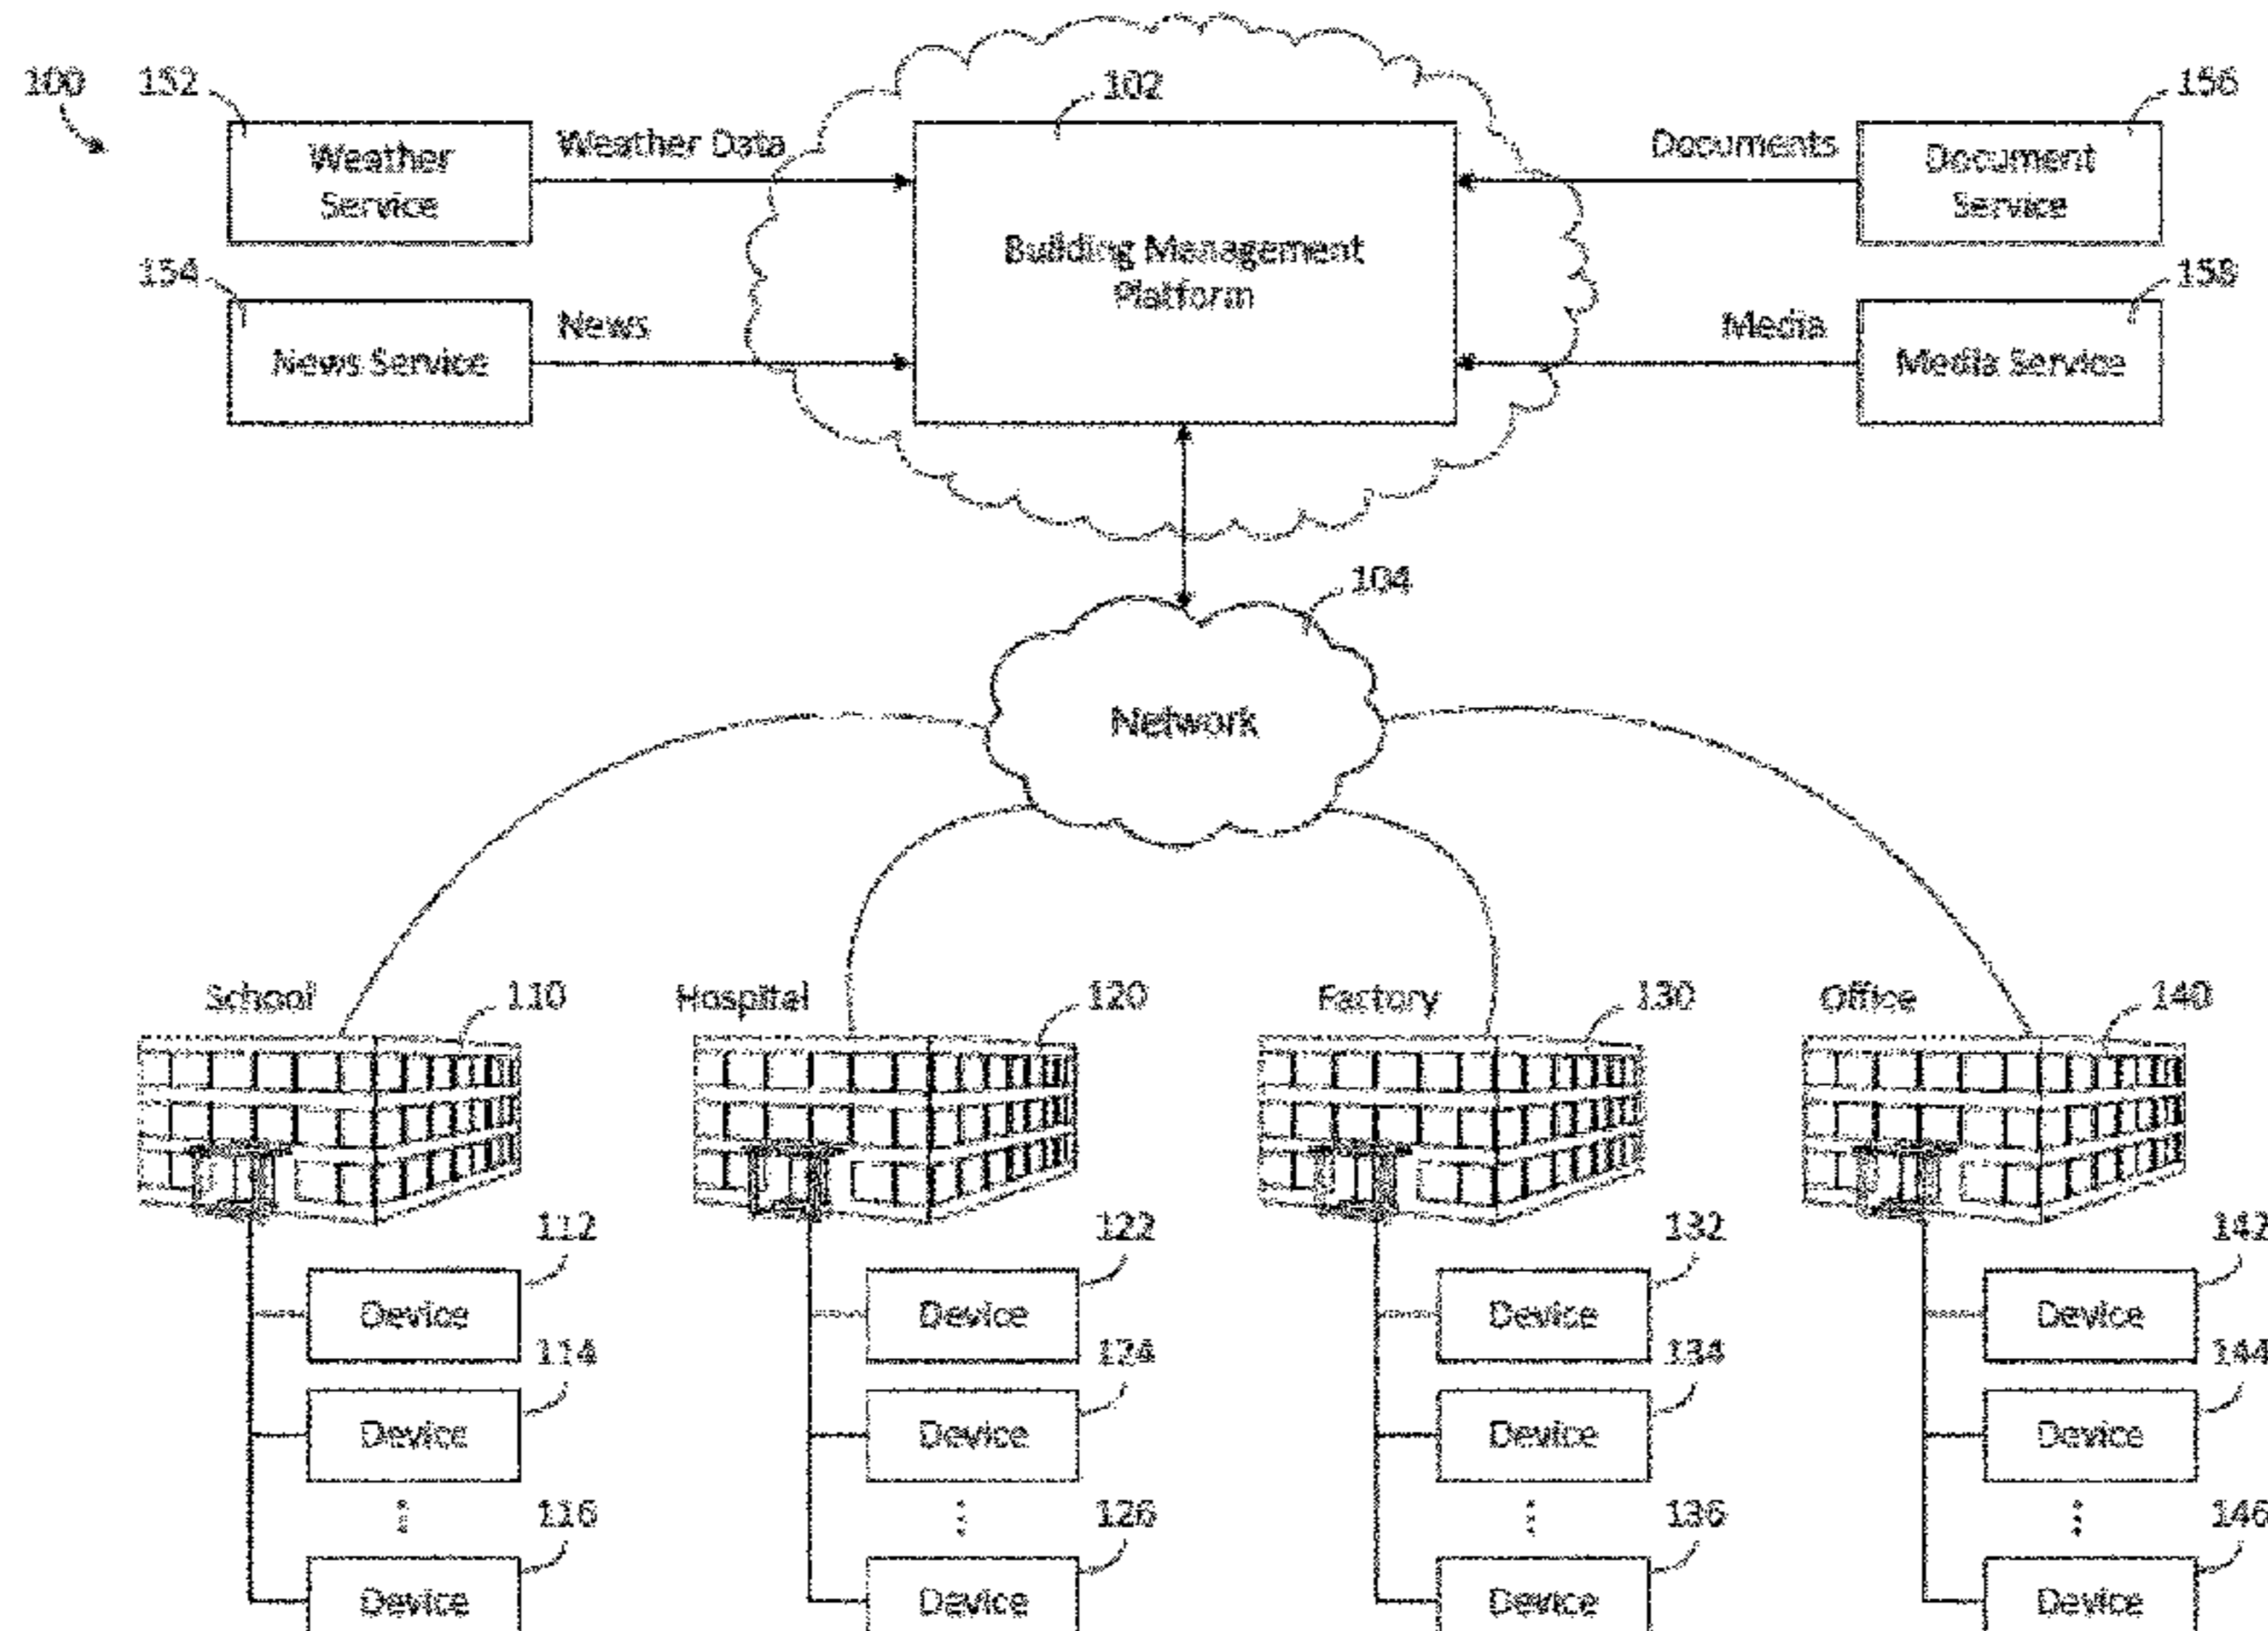 100
152
102
156
Weather
Service
Weather Data
Building Management
Platform
Documents
Document
Service
154
158
News Service
News
Media
Media Service
104
Network
School
110
Hospital
120
Factory
130
Office
140
112
122
132
142
Device
Device
Device
Device
114
124
134
144
Device
Device
Device
Device
116
126
136
146
Device
Device
Device
Device